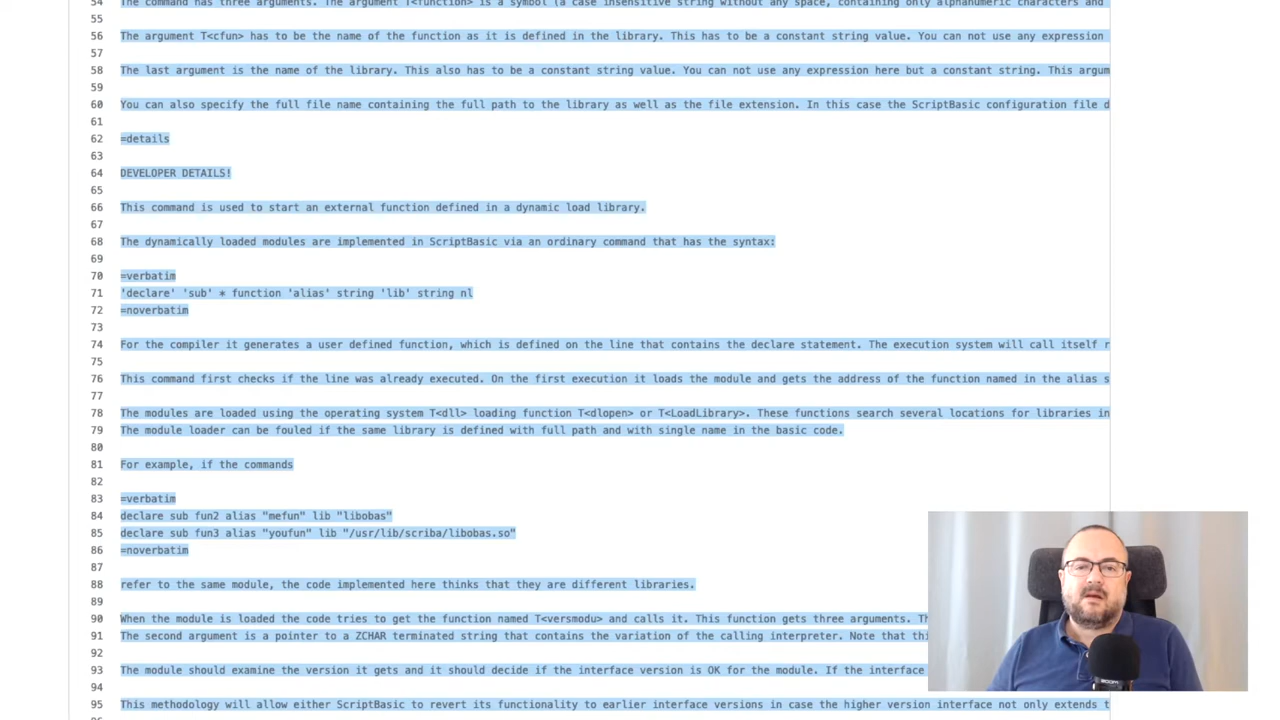 54 The command has three arguments. The argument T<function> is a symbol (a case insensitive string without any space, containing only alphanumeric characters and
55
56 The argument T<cfun> has to be the name of the function as it is defined in the library. This has to be a constant string value. You can not use any expression
57
58 The last argument is the name of the library. This also has to be a constant string value. You can not use any expression here but a constant string. This argum
59
60 You can also specify the full file name containing the full path to the library as well as the file extension. In this case the ScriptBasic configuration file d
61
62 =details
63
64 DEVELOPER DETAILS!
65
66 This command is used to start an external function defined in a dynamic load library.
67
68 The dynamically loaded modules are implemented in ScriptBasic via an ordinary command that has the syntax:
69
70 =verbatim
71 'declare' 'sub' * function 'alias' string 'lib' string nl
72 =noverbatim
73
74 For the compiler it generates a user defined function, which is defined on the line that contains the declare statement. The execution system will call itself r
75
76 This command first checks if the line was already executed. On the first execution it loads the module and gets the address of the function named in the alias s
77
78 The modules are loaded using the operating system T<dll> loading function T<dlopen> or T<LoadLibrary>. These functions search several locations for libraries in
79 The module loader can be fouled if the same library is defined with full path and with single name in the basic code.
80
81 For example, if the commands
82
83 =verbatim
84 declare sub fun2 alias "mefun" lib "libobas"
85 declare sub fun3 alias "youfun" lib "/usr/lib/scriba/libobas.so"
86 =noverbatim
87
88 refer to the same module, the code implemented here thinks that they are different libraries.
89
90 When the module is loaded the code tries to get the function named T<versmodu> and calls it. This function gets three arguments. Th
91 The second argument is a pointer to a ZCHAR terminated string that contains the variation of the calling interpreter. Note that thi
92
93 The module should examine the version it gets and it should decide if the interface version is OK for the module. If the interface
94
95 This methodology will allow either ScriptBasic to revert its functionality to earlier interface versions in case the higher version interface not only extends t